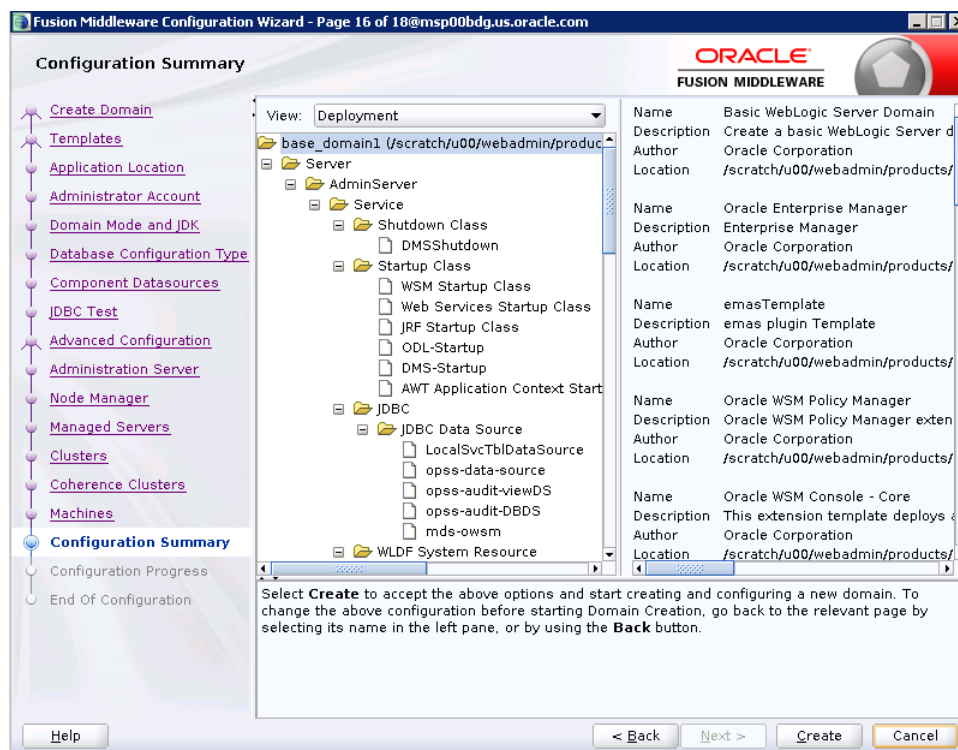 Fusion Middleware Configuration Wizard - Page 16 of 18@msp00bdg.us.oracle.com
Configuration Summary
ORACLE
FUSION MIDDLEWARE
Create Domain
Templates
Application Location
Administrator Account
Domain Mode and JDK
Database Configuration Type
Component Datasources
JDBC Test
Advanced Configuration
Administration Server
Node Manager
Managed Servers
Clusters
Coherence Clusters
Machines
Configuration Summary
Configuration Progress
End Of Configuration
View: Deployment
base_domain1 (/scratch/u00/webadmin/produc
Server
AdminServer
Service
Shutdown Class
DMSShutdown
Startup Class
WSM Startup Class
Web Services Startup Class
JRF Startup Class
ODL-Startup
DMS-Startup
AWT Application Context Start
JDBC
JDBC Data Source
LocalSvcTblDataSource
opss-data-source
opss-audit-viewDS
opss-audit-DBDS
mds-owsm
WLDF System Resource
Name Basic WebLogic Server Domain
Description Create a basic WebLogic Server d
Author Oracle Corporation
Location /scratch/u00/webadmin/products/
Name Oracle Enterprise Manager
Description Enterprise Manager
Author Oracle Corporation
Location /scratch/u00/webadmin/products/
Name emasTemplate
Description emas plugin Template
Author Oracle Corporation
Location /scratch/u00/webadmin/products/
Name Oracle WSM Policy Manager
Description Oracle WSM Policy Manager exten
Author Oracle Corporation
Location /scratch/u00/webadmin/products/
Name Oracle WSM Console - Core
Description This extension template deploys a
Author Oracle Corporation
Location /scratch/u00/webadmin/products/
Select Create to accept the above options and start creating and configuring a new domain. To
change the above configuration before starting Domain Creation, go back to the relevant page by
selecting its name in the left pane, or by using the Back button.
Help
< Back
Next >
Create
Cancel